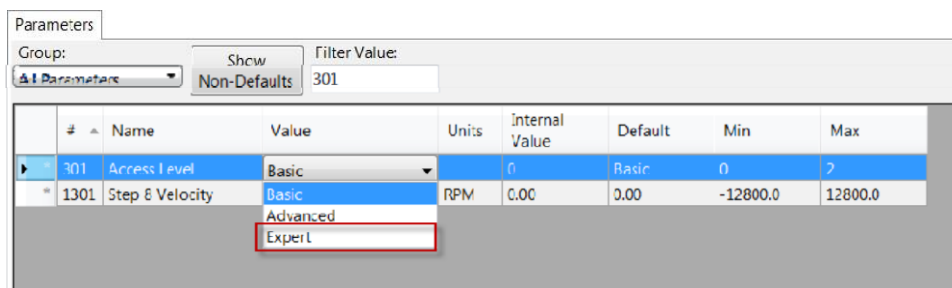 Parameters
Group: Show Filter Value:
All Parameters Non-Defaults 301
# Name Value Units Internal Value Default Min Max
301 Access Level Basic 0 Basic 0 2
1301 Step 8 Velocity Basic RPM 0.00 0.00 -12800.0 12800.0
Advanced
Expert